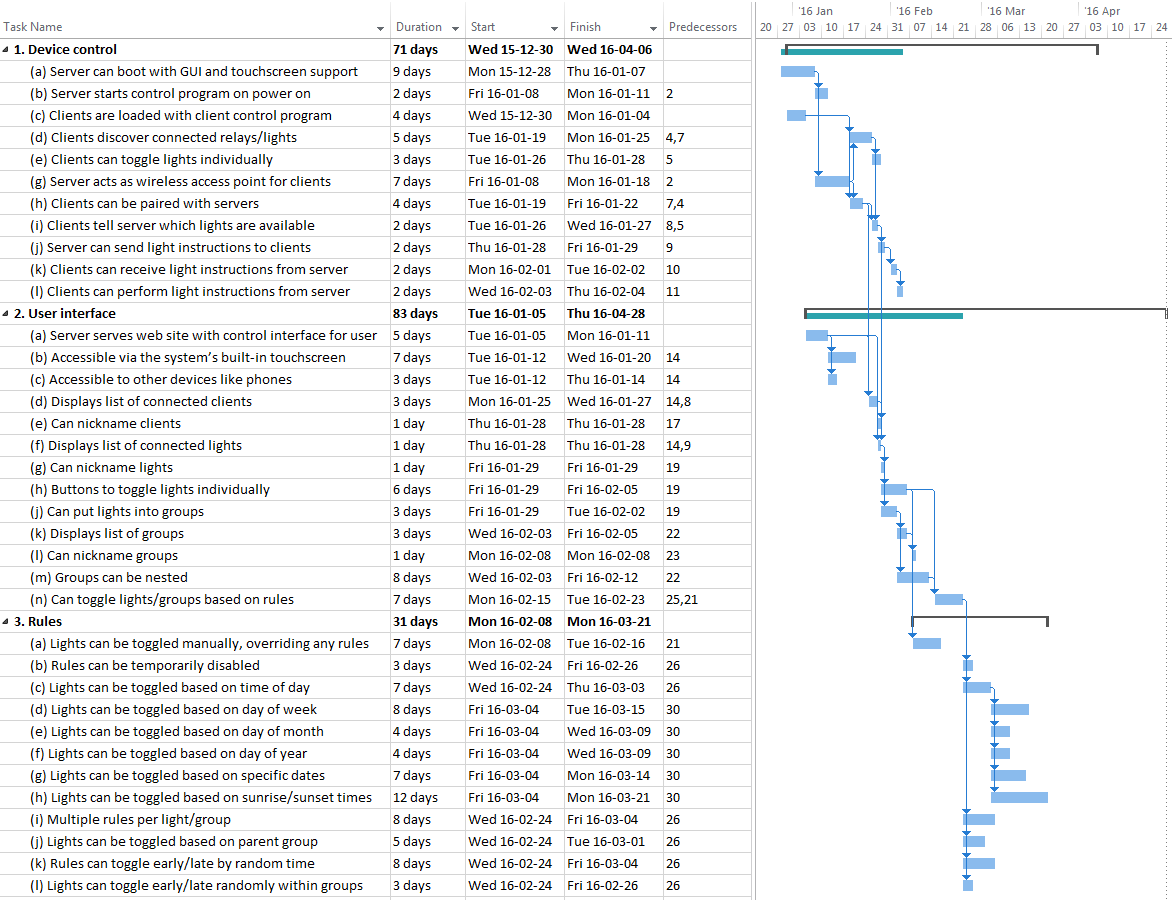 '16 Jan '16 Feb '16 Mar '16 Apr
Task Name Duration Start Finish Predecessors 20 27 03 10 17 24 31 07 14 21 28 06 13 20 27 03 10 17 24
1. Device control 71 days Wed 15-12-30 Wed 16-04-06
(a) Server can boot with GUI and touchscreen support 9 days Mon 15-12-28 Thu 16-01-07
(b) Server starts control program on power on 2 days Fri 16-01-08 Mon 16-01-11 2
(c) Clients are loaded with client control program 4 days Wed 15-12-30 Mon 16-01-04
(d) Clients discover connected relays/lights 5 days Tue 16-01-19 Mon 16-01-25 4,7
(e) Clients can toggle lights individually 3 days Tue 16-01-26 Thu 16-01-28 5
(g) Server acts as wireless access point for clients 7 days Fri 16-01-08 Mon 16-01-18 2
(h) Clients can be paired with servers 4 days Tue 16-01-19 Fri 16-01-22 7,4
(i) Clients tell server which lights are available 2 days Tue 16-01-26 Wed 16-01-27 8,5
(j) Server can send light instructions to clients 2 days Thu 16-01-28 Fri 16-01-29 9
(k) Clients can receive light instructions from server 2 days Mon 16-02-01 Tue 16-02-02 10
(l) Clients can perform light instructions from server 2 days Wed 16-02-03 Thu 16-02-04 11
2. User interface 83 days Tue 16-01-05 Thu 16-04-28
(a) Server serves web site with control interface for user 5 days Tue 16-01-05 Mon 16-01-11
(b) Accessible via the system's built-in touchscreen 7 days Tue 16-01-12 Wed 16-01-20 14
(c) Accessible to other devices like phones 3 days Tue 16-01-12 Thu 16-01-14 14
(d) Displays list of connected clients 3 days Mon 16-01-25 Wed 16-01-27 14,8
(e) Can nickname clients 1 day Thu 16-01-28 Thu 16-01-28 17
(f) Displays list of connected lights 1 day Thu 16-01-28 Thu 16-01-28 14,9
(g) Can nickname lights 1 day Fri 16-01-29 Fri 16-01-29 19
(h) Buttons to toggle lights individually 6 days Fri 16-01-29 Fri 16-02-05 19
(j) Can put lights into groups 3 days Fri 16-01-29 Tue 16-02-02 19
(k) Displays list of groups 3 days Wed 16-02-03 Fri 16-02-05 22
(l) Can nickname groups 1 day Mon 16-02-08 Mon 16-02-08 23
(m) Groups can be nested 8 days Wed 16-02-03 Fri 16-02-12 22
(n) Can toggle lights/groups based on rules 7 days Mon 16-02-15 Tue 16-02-23 25,21
3. Rules 31 days Mon 16-02-08 Mon 16-03-21
(a) Lights can be toggled manually, overriding any rules 7 days Mon 16-02-08 Tue 16-02-16 21
(b) Rules can be temporarily disabled 3 days Wed 16-02-24 Fri 16-02-26 26
(c) Lights can be toggled based on time of day 7 days Wed 16-02-24 Thu 16-03-03 26
(d) Lights can be toggled based on day of week 8 days Fri 16-03-04 Tue 16-03-15 30
(e) Lights can be toggled based on day of month 4 days Fri 16-03-04 Wed 16-03-09 30
(f) Lights can be toggled based on day of year 4 days Fri 16-03-04 Wed 16-03-09 30
(g) Lights can be toggled based on specific dates 7 days Fri 16-03-04 Mon 16-03-14 30
(h) Lights can be toggled based on sunrise/sunset times 12 days Fri 16-03-04 Mon 16-03-21 30
(i) Multiple rules per light/group 8 days Wed 16-02-24 Fri 16-03-04 26
(j) Lights can be toggled based on parent group 5 days Wed 16-02-24 Tue 16-03-01 26
(k) Rules can toggle early/late by random time 8 days Wed 16-02-24 Fri 16-03-04 26
(l) Lights can toggle early/late randomly within groups 3 days Wed 16-02-24 Fri 16-02-26 26